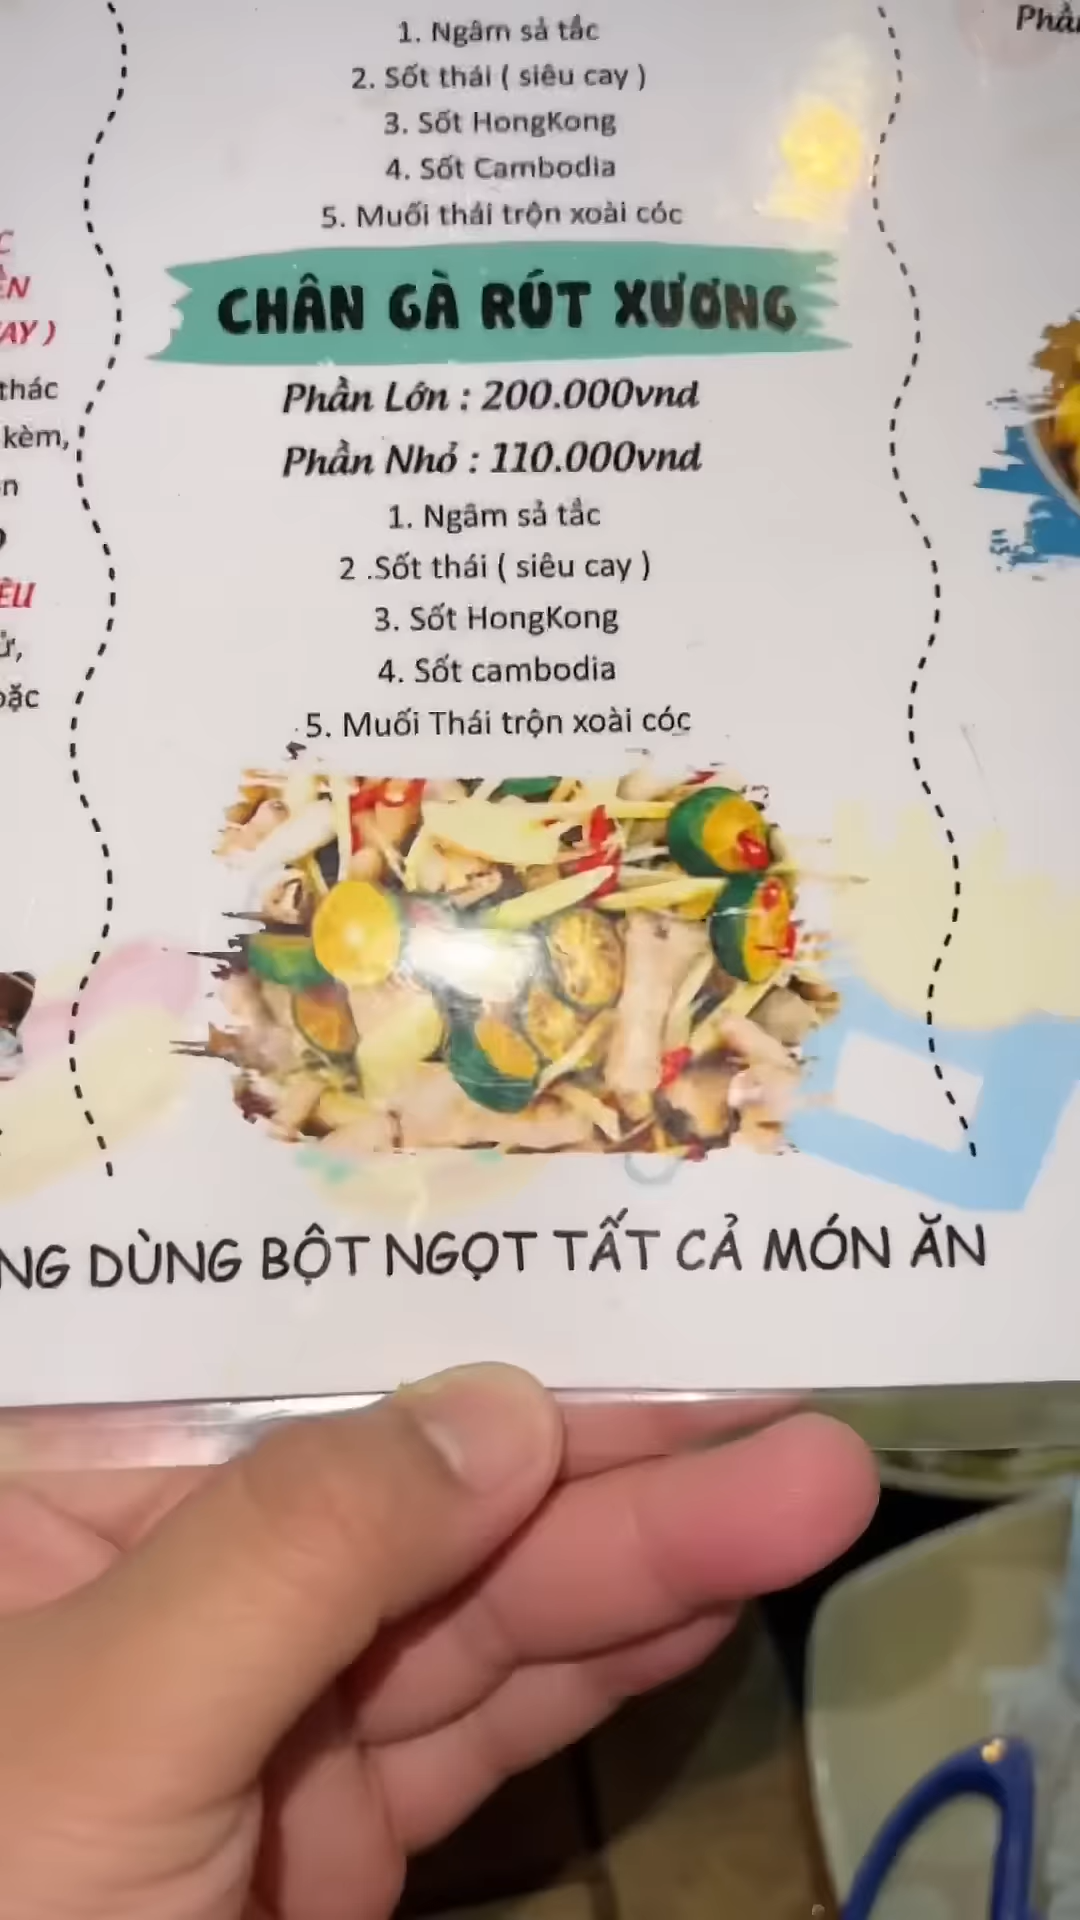 1. Ngâm sả tắc
2. Sốt thái ( siêu cay )
3. Sốt HongKong
4. Sốt Cambodia
5. Muối thái trộn xoài cóc
CHÂN GÀ RÚT XƯƠNG
Phần Lớn : 200.000vnd
Phần Nhỏ : 110.000vnd
1. Ngâm sả tắc
2 .Sốt thái ( siêu cay )
3. Sốt HongKong
4. Sốt cambodia
5. Muối Thái trộn xoài cóc
AY )
thác
kèm,
DÙNG BỘT NGỌT TẤT CẢ MÓN ĂN